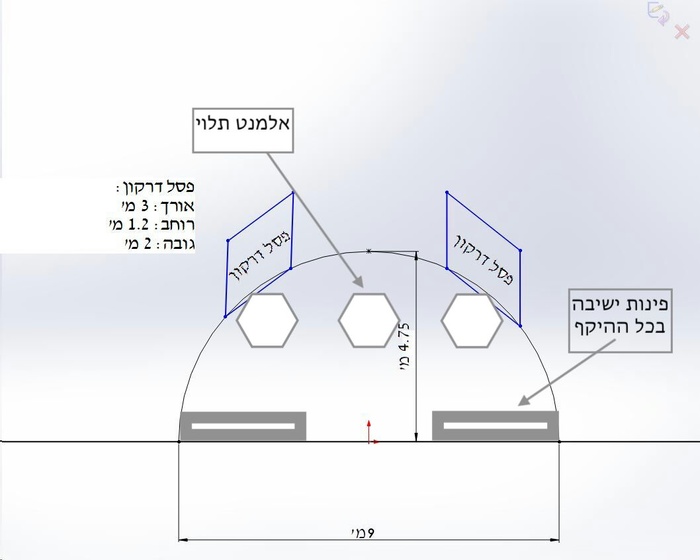 אלמנט תלוי
פסל דרקון:
אורך: 3 מ'
רוחב: 1.2 מ'
גובה: 2 מ'
פסל דרקון
פסל דרקון
פינות ישיבה
בכל ההיקף
4.75 מ'
9מ'